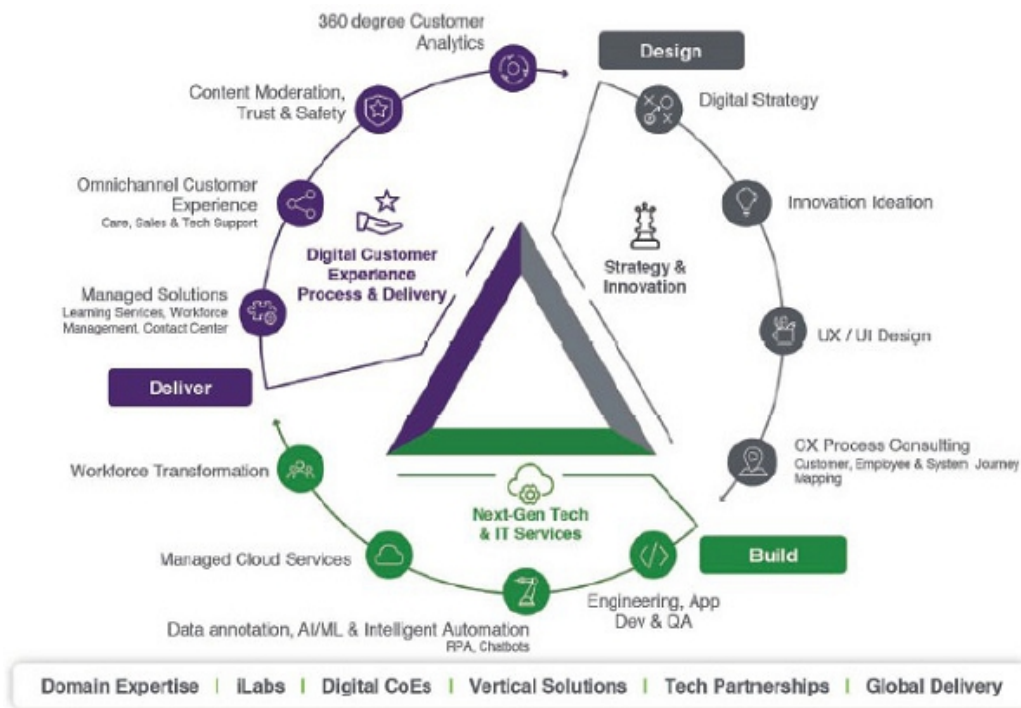 360 degree Customer
Analytics
Design
Content Moderation,
Trust & Safety
Digital Strategy
Omnichannel Customer
Experience
Care, Sales & Tech Support
Innovation Ideation
Digital Customer
Experience
Process & Delivery
Strategy &
Innovation
Managed Solutions
Learning Services, Workforce
Management, Contact Center
UX / UI Design
Deliver
CX Process Consulting
Customer, Employee & System Journey
Mapping
Workforce Transformation
Next-Gen Tech
& IT Services
Managed Cloud Services
Build
Engineering, App
Dev & QA
Data annotation, AI/ML & Intelligent Automation
RPA, Chatbots
Domain Expertise | iLabs | Digital CoEs | Vertical Solutions | Tech Partnerships | Global Delivery